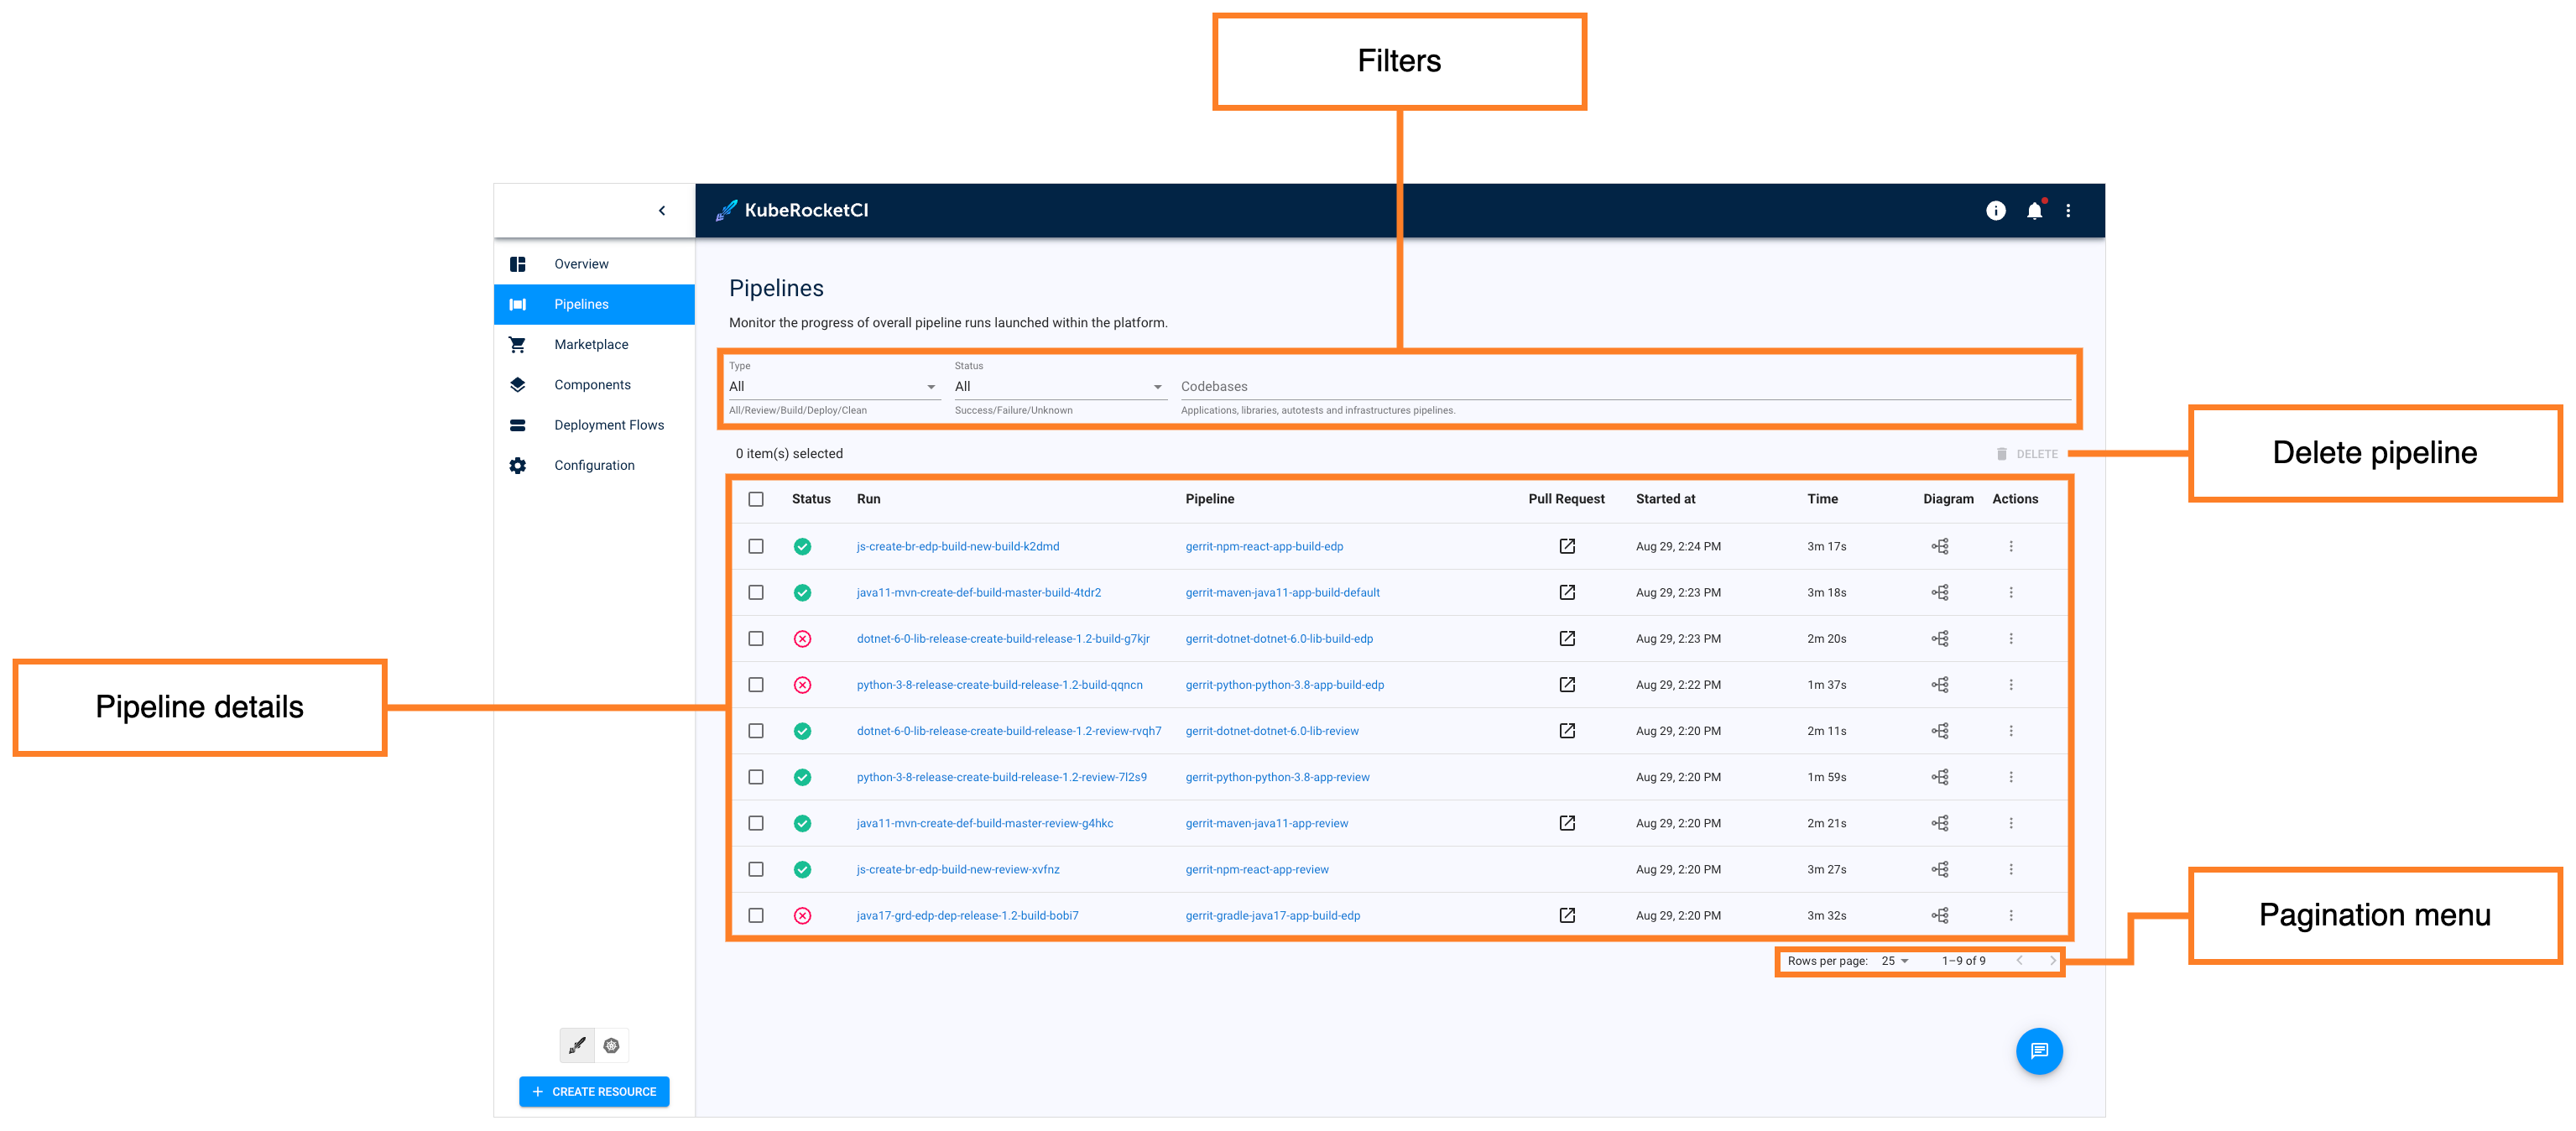 Filters
KubeRocketCI
Overview
Pipelines
Marketplace
Components
Deployment Flows
Configuration
Pipelines
Monitor the progress of overall pipeline runs launched within the platform.
Type Status
All All Codebases
All/Review/Build/Deploy/Clean Success/Failure/Unknown Applications, libraries, autotests and infrastructures pipelines.
0 item(s) selected DELETE
Delete pipeline
Status Run Pipeline Pull Request Started at Time Diagram Actions
js-create-br-edp-build-new-build-k2dmd gerrit-npm-react-app-build-edp Aug 29, 2:24 PM 3m 17s
java11-mvn-create-def-build-master-build-4tdr2 gerrit-maven-java11-app-build-default Aug 29, 2:23 PM 3m 18s
dotnet-6-0-lib-release-create-build-release-1.2-build-g7kjr gerrit-dotnet-dotnet-6.0-lib-build-edp Aug 29, 2:23 PM 2m 20s
python-3-8-release-create-build-release-1.2-build-qqncn gerrit-python-python-3.8-app-build-edp Aug 29, 2:22 PM 1m 37s
Pipeline details
dotnet-6-0-lib-release-create-build-release-1.2-review-rvqh7 gerrit-dotnet-dotnet-6.0-lib-review Aug 29, 2:20 PM 2m 11s
python-3-8-release-create-build-release-1.2-review-7l2s9 gerrit-python-python-3.8-app-review Aug 29, 2:20 PM 1m 59s
java11-mvn-create-def-build-master-review-g4hkc gerrit-maven-java11-app-review Aug 29, 2:20 PM 2m 21s
js-create-br-edp-build-new-review-xvfnz gerrit-npm-react-app-review Aug 29, 2:20 PM 3m 27s
java17-grd-edp-dep-release-1.2-build-bobi7 gerrit-gradle-java17-app-build-edp Aug 29, 2:20 PM 3m 32s
Pagination menu
Rows per page: 25 1–9 of 9
+ CREATE RESOURCE